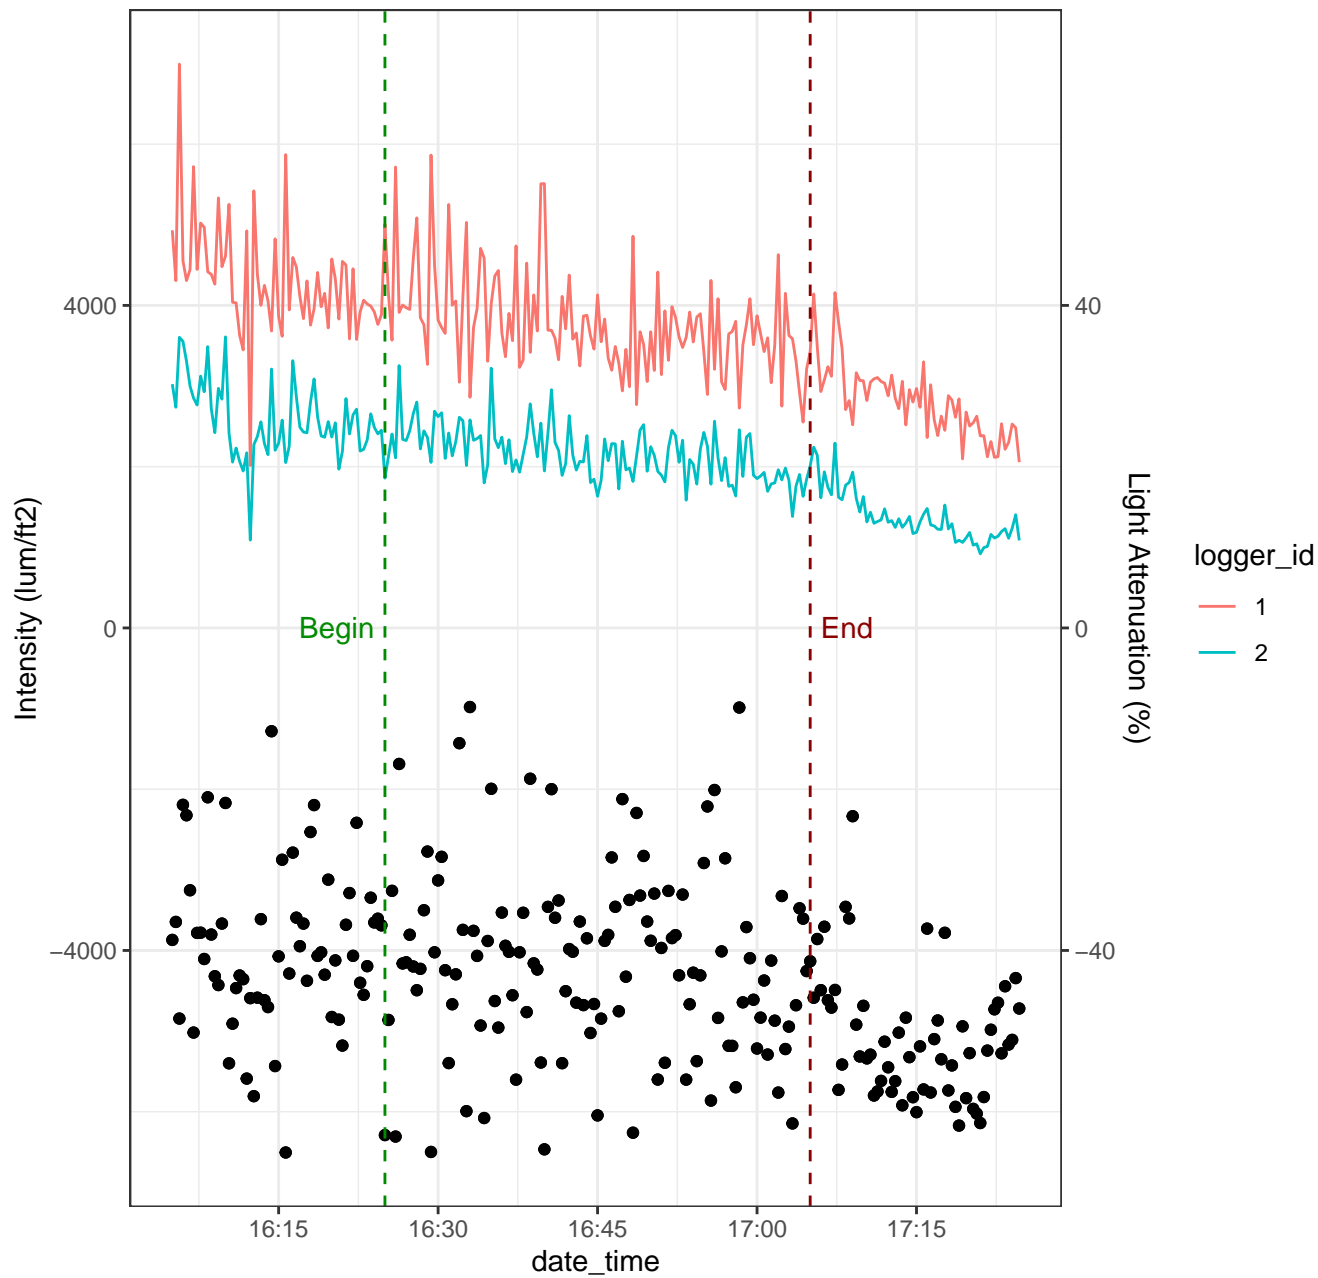 Intensity (lum/ft2)
4000
0
−4000
Begin
End
40
0
−40
Light Attenuation (%)
logger_id
1
2
16:15
16:30
16:45
17:00
17:15
date_time